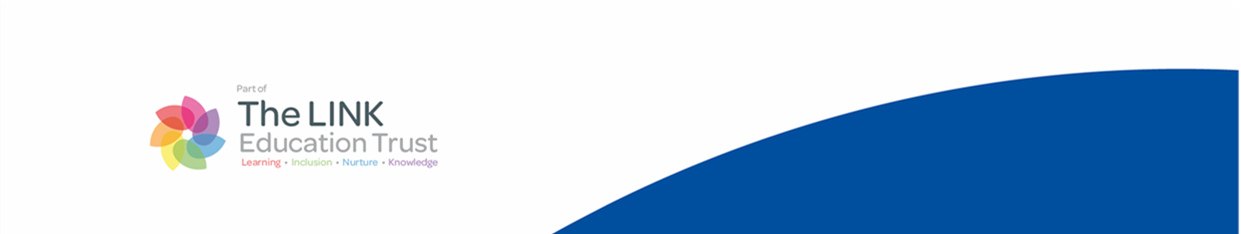 Part of
The LINK
Education Trust
Learning • Inclusion • Nurture • Knowledge